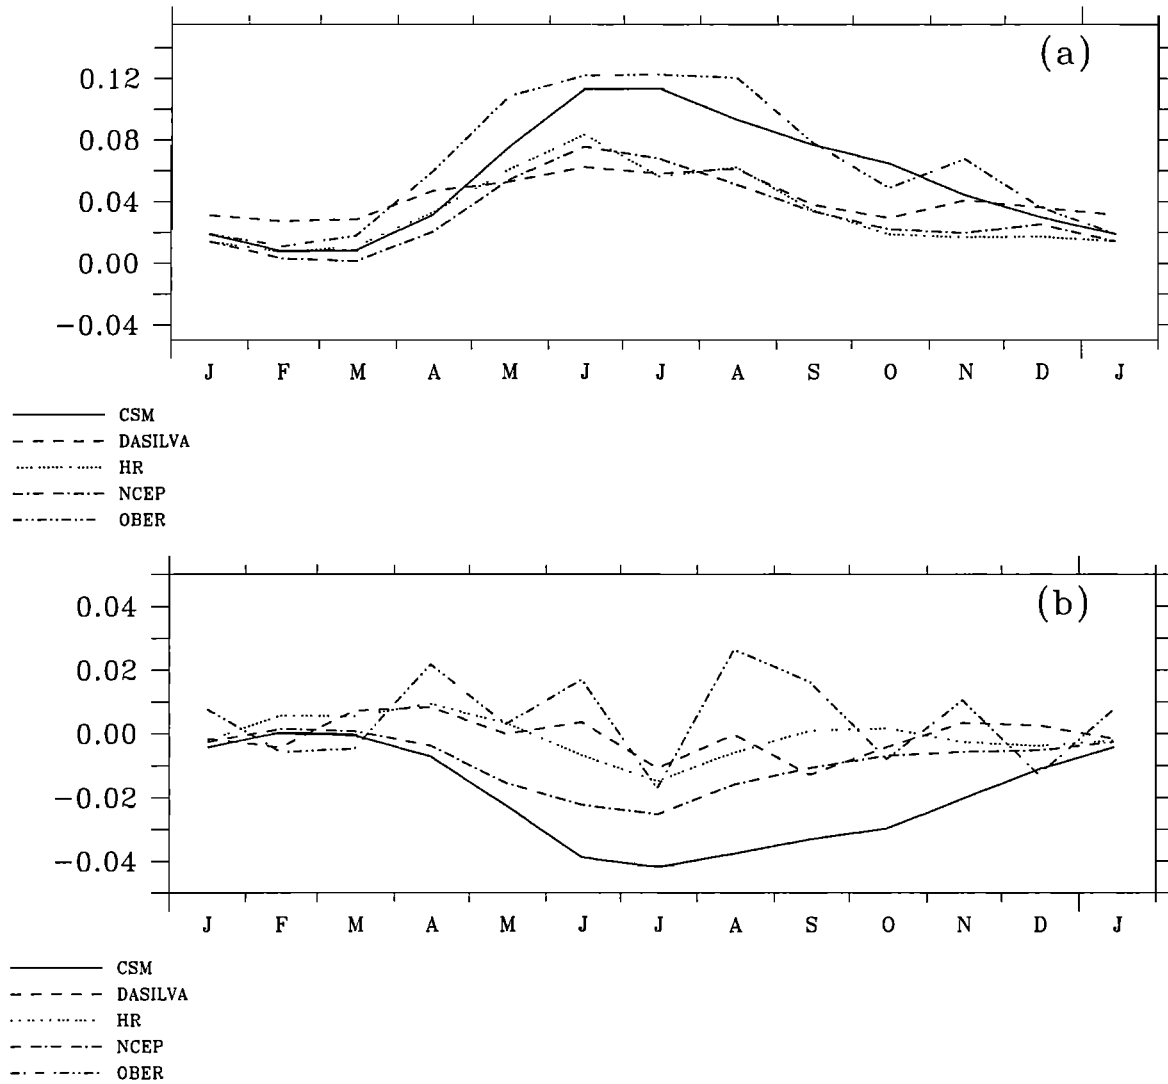 (a)
0.12
0.08
0.04
0.00
−0.04
J F M A M J J A S O N D J
CSM
DASILVA
HR
NCEP
OBER
(b)
0.04
0.02
0.00
−0.02
−0.04
J F M A M J J A S O N D J
CSM
DASILVA
HR
NCEP
OBER